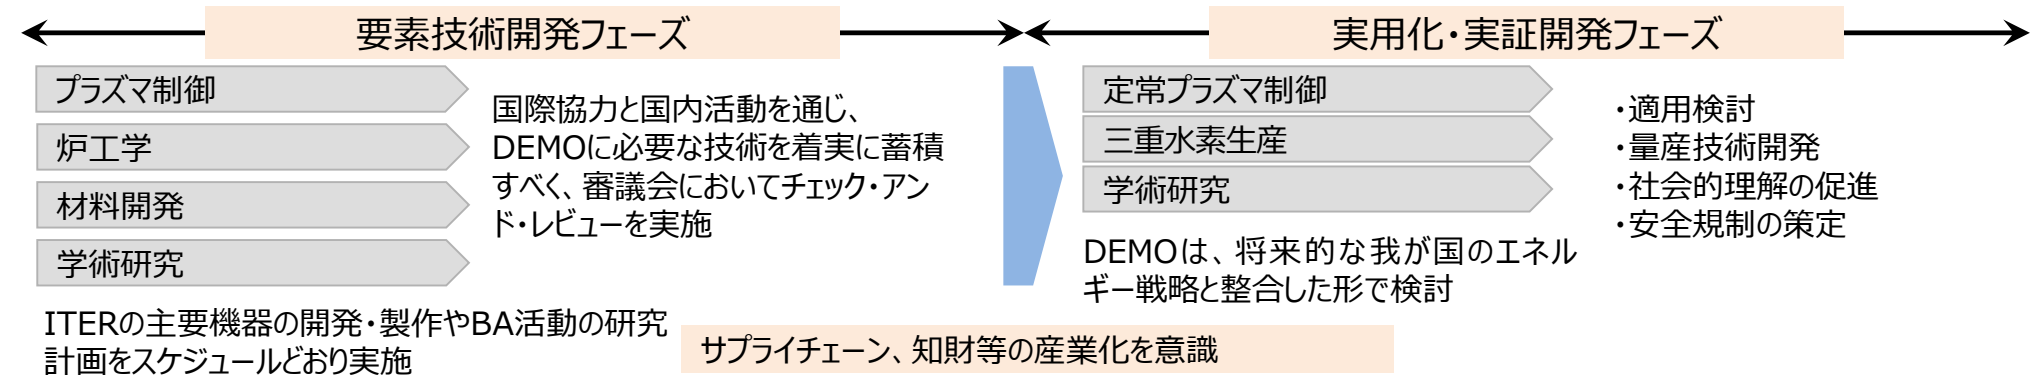 要素技術開発フェーズ
プラズマ制御
炉工学
材料開発
学術研究
国際協力と国内活動を通じ、
DEMOに必要な技術を着実に蓄積
すべく、審議会においてチェック・アン
ド・レビューを実施
ITERの主要機器の開発・製作やBA活動の研究
計画をスケジュールどおり実施
実用化・実証開発フェーズ
定常プラズマ制御
三重水素生産
学術研究
DEMOは、将来的な我が国のエネル
ギー戦略と整合した形で検討
・適用検討
・量産技術開発
・社会的理解の促進
・安全規制の策定
サプライチェーン、知財等の産業化を意識